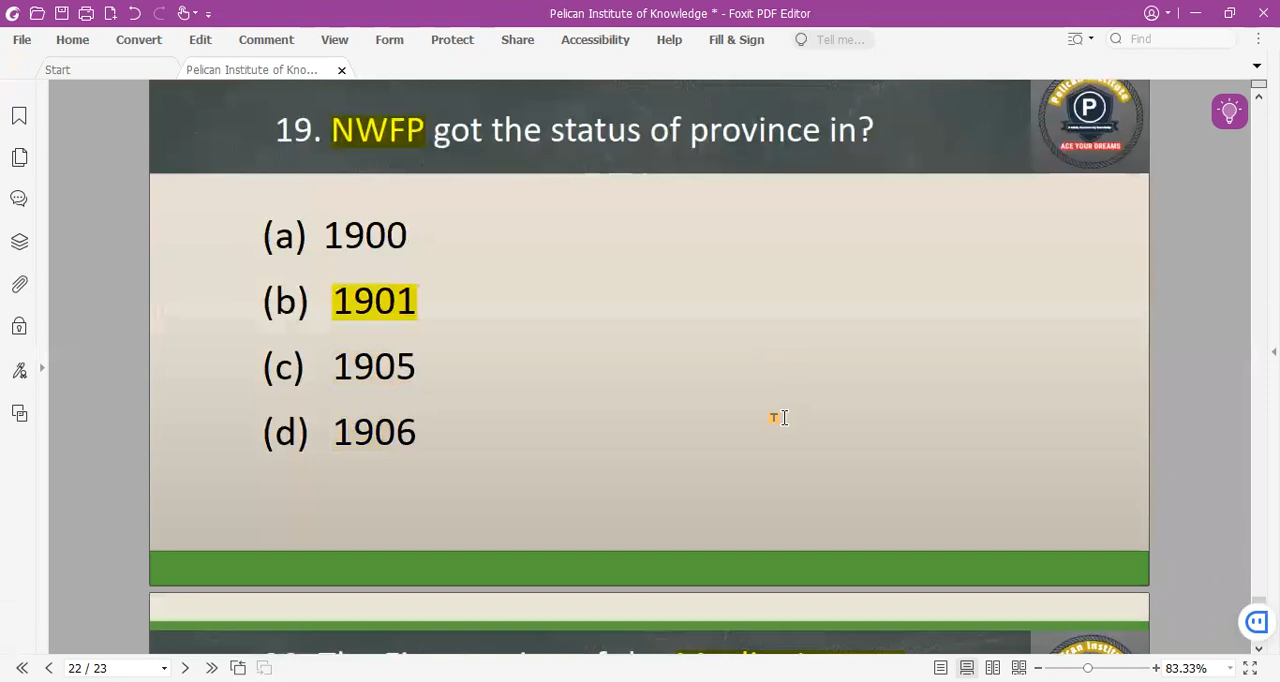 Pelican Institute of Knowledge * - Foxit PDF Editor
File Home Convert Edit Comment View Form Protect Share Accessibility Help Fill & Sign Tell me... Find
Start Pelican Institute of Kno... ×
19. NWFP got the status of province in?
Pelican Institute
P
ACE YOUR DREAMS
(a) 1900
(b) 1901
(c) 1905
(d) 1906
T
22 / 23
83.33%